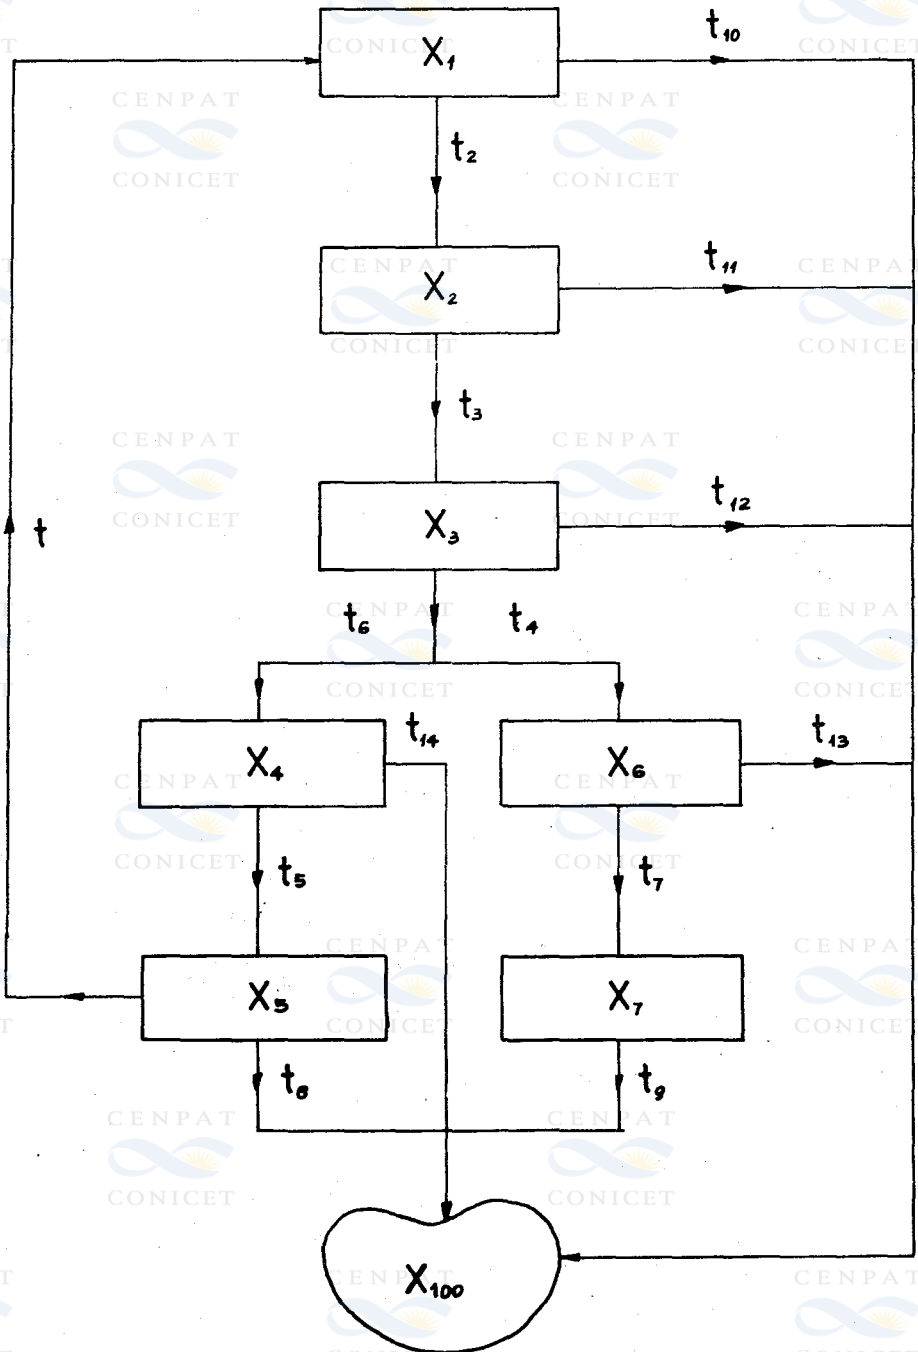 X₁
t₁₀
t₂
X₂
t₁₁
t₃
X₃
t₁₂
t
t₆
t₄
X₄
t₁₄
X₆
t₁₃
t₅
t₇
X₅
X₇
t₈
t₉
X₁₀₀
CENPAT
CONICET